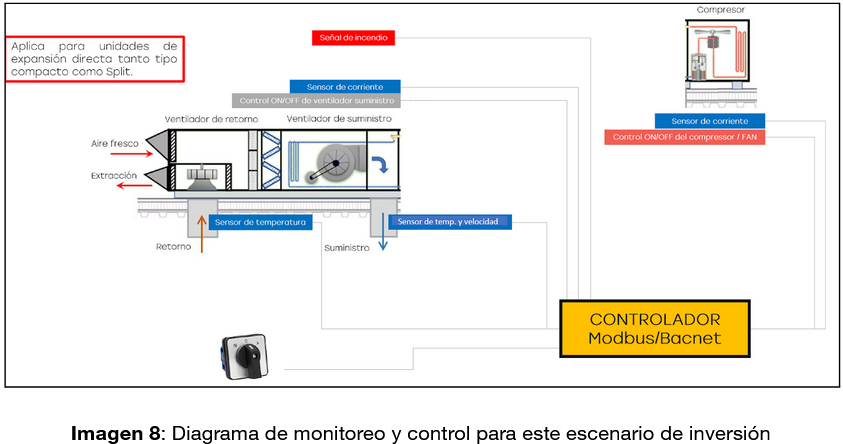 Compresor
Señal de incendio
Aplica para unidades de
expansión directa tanto tipo
compacto como Split.
Sensor de corriente
Control ON/OFF de ventilador suministro
Ventilador de retorno
Ventilador de suministro
Sensor de corriente
Control ON/OFF del compresor / FAN
Aire fresco
Extracción
Sensor de temperatura
Sensor de temp. y velocidad
Retorno
Suministro
CONTROLADOR
Modbus/Bacnet
Imagen 8: Diagrama de monitoreo y control para este escenario de inversión